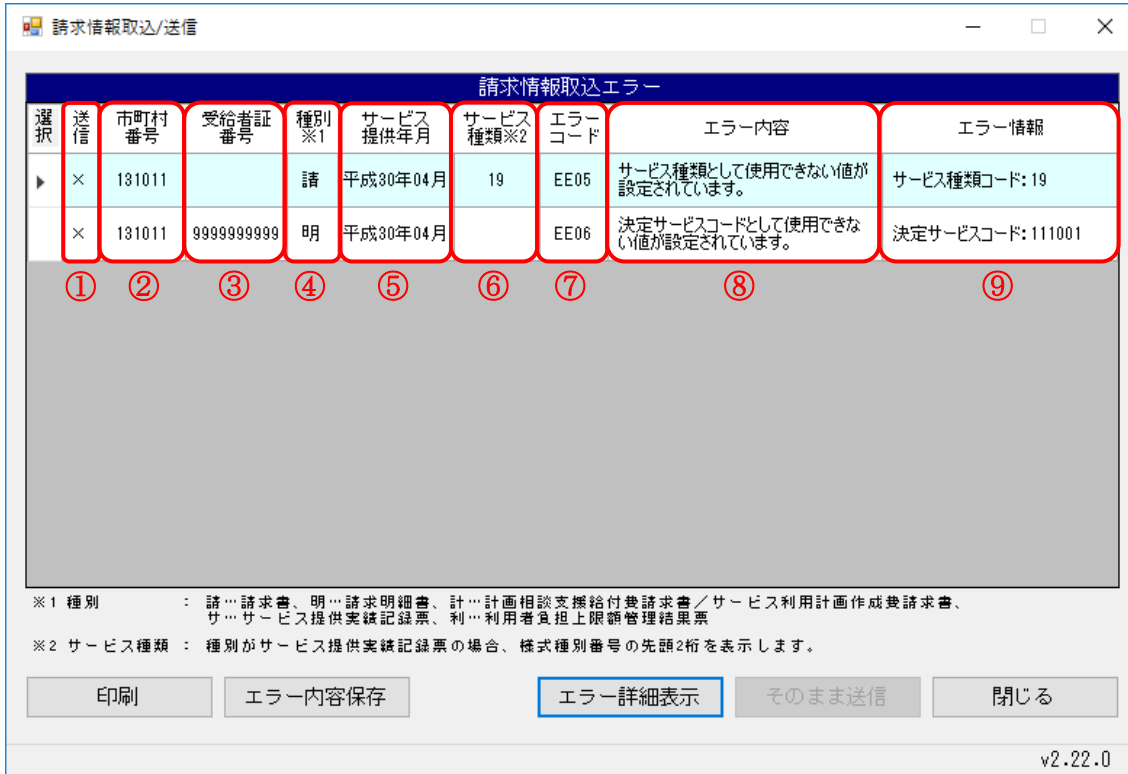 請求情報取込/送信
請求情報取込エラー
選択 送信 市町村番号 受給者証番号 種別※1 サービス提供年月 サービス種類※2 エラーコード エラー内容 エラー情報
× 131011 請 平成30年04月 19 EE05 サービス種類として使用できない値が設定されています。 サービス種類コード:19
× 131011 9999999999 明 平成30年04月 EE06 決定サービスコードとして使用できない値が設定されています。 決定サービスコード:111001
① ② ③ ④ ⑤ ⑥ ⑦ ⑧ ⑨
※1 種別 : 請…請求書、明…請求明細書、計…計画相談支援給付費請求書/サービス利用計画作成費請求書、
サ…サービス提供実績記録票、利…利用者負担上限額管理結果票
※2 サービス種類 : 種別がサービス提供実績記録票の場合、様式種別番号の先頭2桁を表示します。
印刷 エラー内容保存 エラー詳細表示 そのまま送信 閉じる
v2.22.0